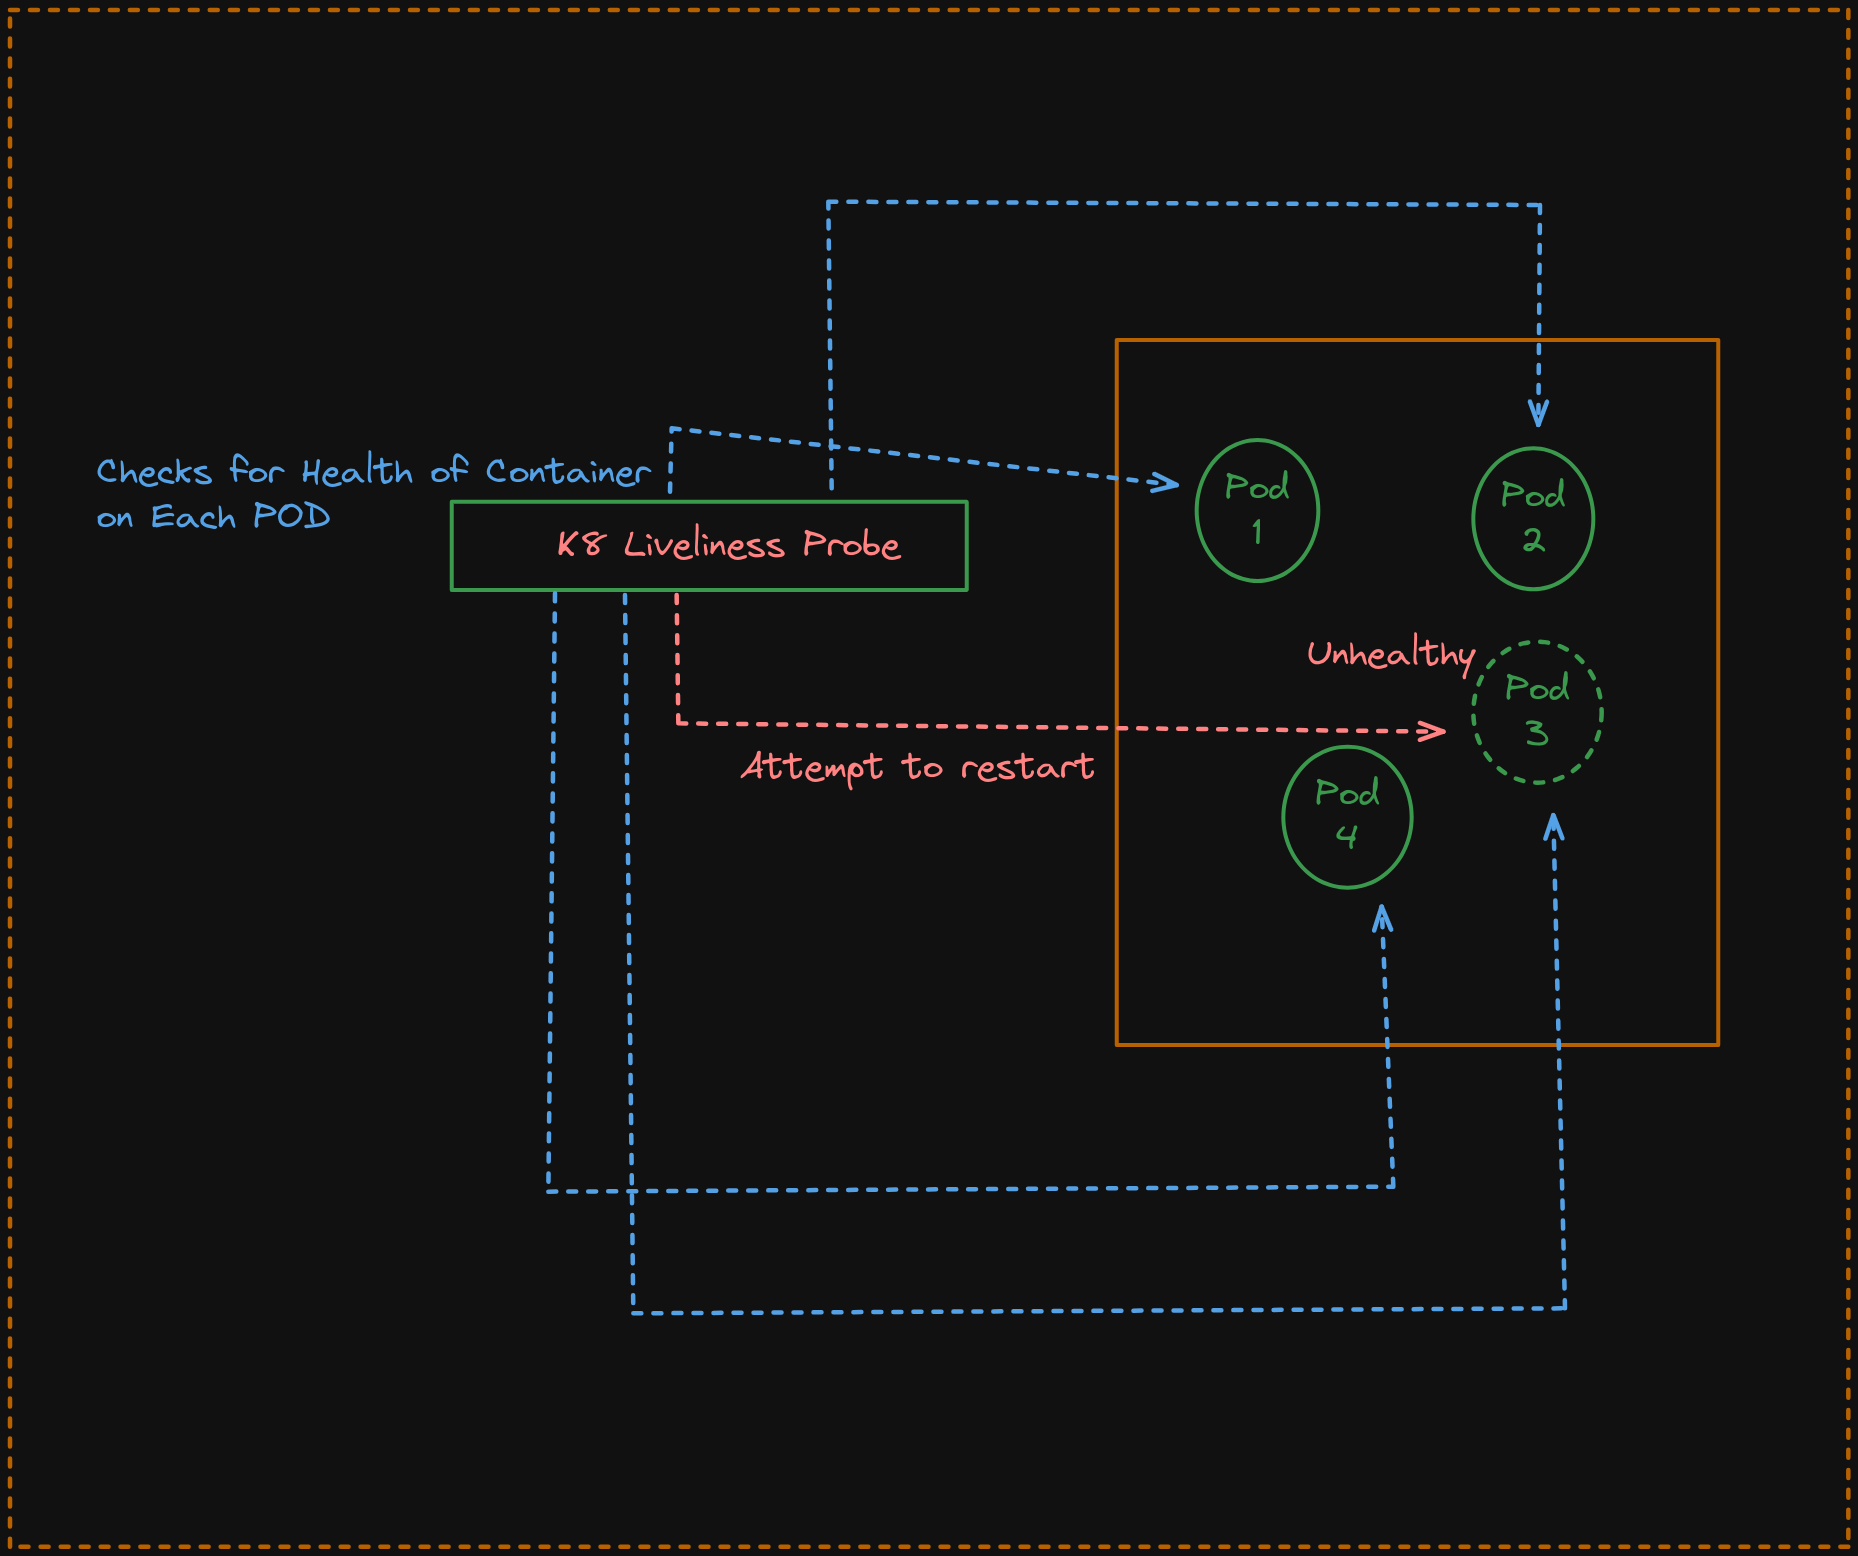 Checks for Health of Container
on Each POD
K8 Liveliness Probe
Pod
1
Pod
2
Unhealthy
Pod
3
Attempt to restart
Pod
4